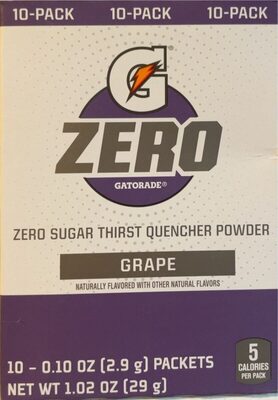 10-PACK 10-PACK 10-PACK
G
ZERO
GATORADE®
ZERO SUGAR THIRST QUENCHER POWDER
GRAPE
NATURALLY FLAVORED WITH OTHER NATURAL FLAVORS
5
CALORIES
PER PACK
10 – 0.10 OZ (2.9 g) PACKETS
NET WT 1.02 OZ (29 g)